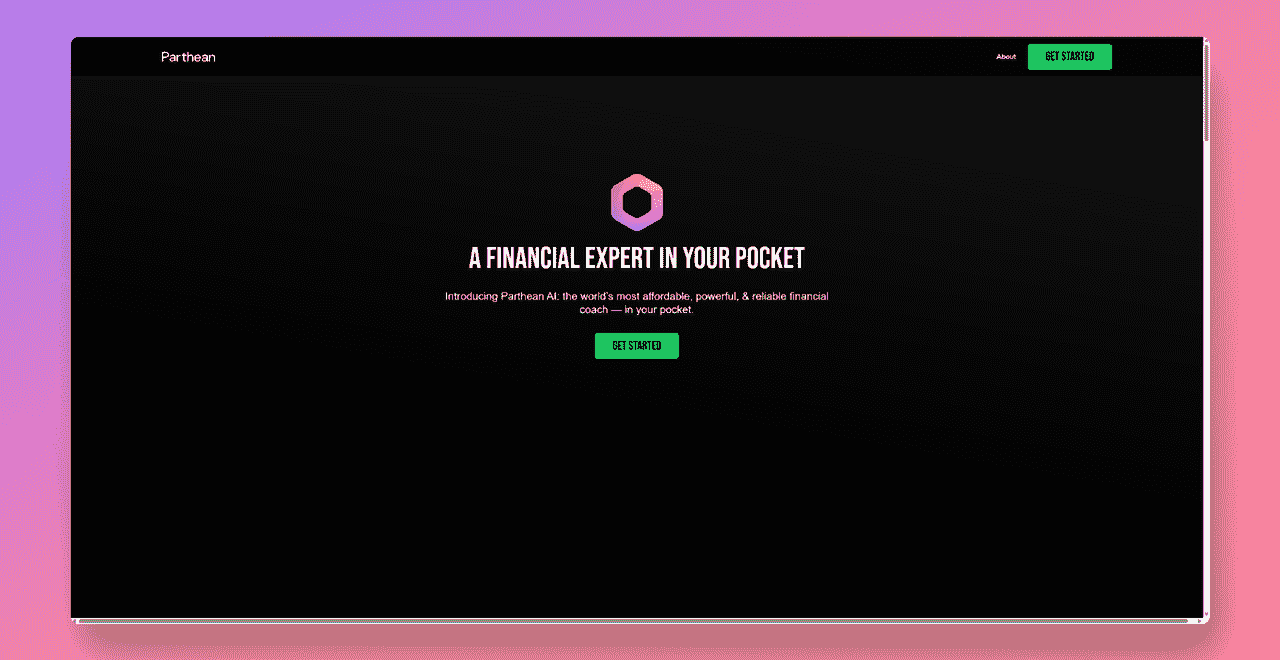 Parthean
About
GET STARTED
A FINANCIAL EXPERT IN YOUR POCKET
Introducing Parthean AI: the world's most affordable, powerful, & reliable financial
coach — in your pocket.
GET STARTED